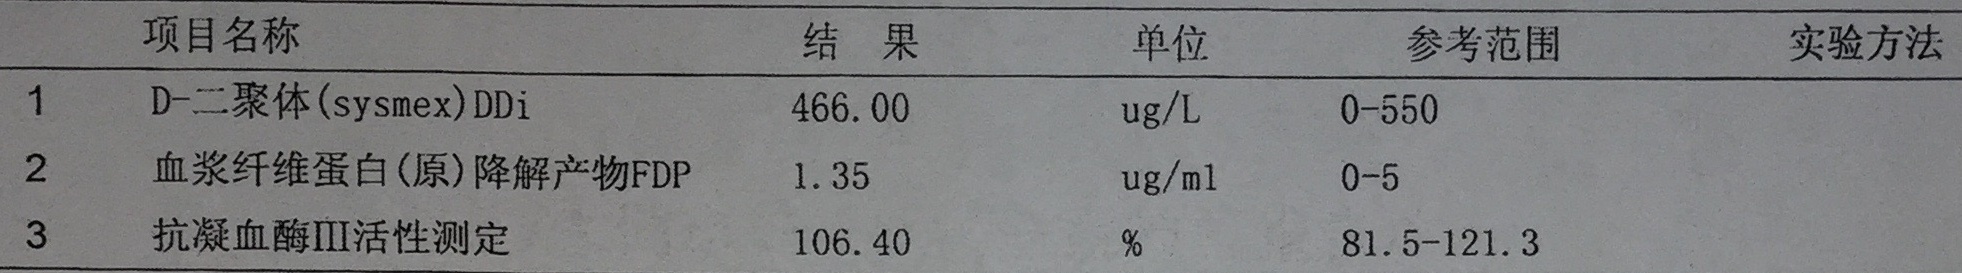 项目名称 结 果 单位 参考范围 实验方法
1 D-二聚体(sysmex)DDi 466.00 ug/L 0-550
2 血浆纤维蛋白(原)降解产物FDP 1.35 ug/ml 0-5
3 抗凝血酶III活性测定 106.40 % 81.5-121.3